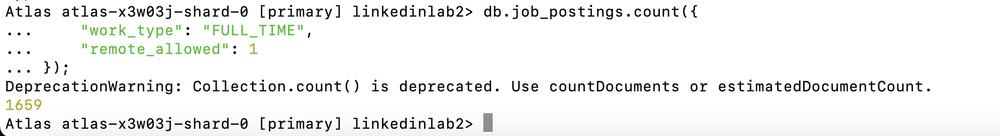 Atlas atlas-x3w03j-shard-0 [primary] linkedinlab2> db.job_postings.count({
...     "work_type": "FULL_TIME",
...     "remote_allowed": 1
... });
DeprecationWarning: Collection.count() is deprecated. Use countDocuments or estimatedDocumentCount.
1659
Atlas atlas-x3w03j-shard-0 [primary] linkedinlab2>